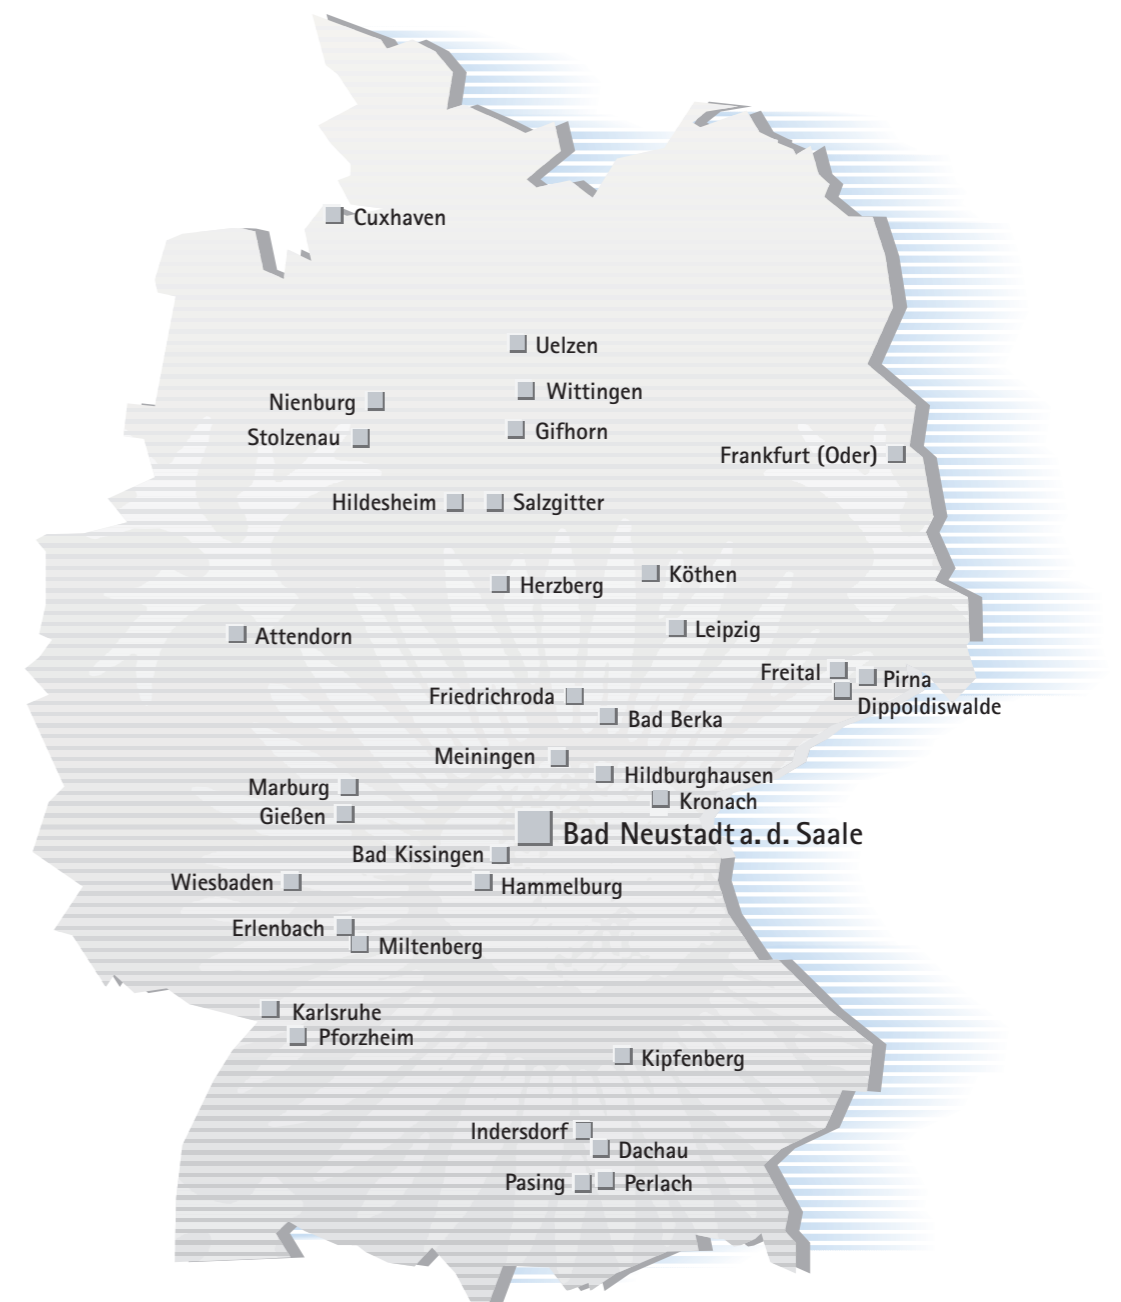 Cuxhaven
Uelzen
Wittingen
Nienburg
Gifhorn
Stolzenau
Frankfurt (Oder)
Hildesheim
Salzgitter
Köthen
Herzberg
Leipzig
Attendorn
Freital
Pirna
Friedrichroda
Dippoldiswalde
Bad Berka
Meiningen
Hildburghausen
Marburg
Kronach
Gießen
Bad Neustadt a. d. Saale
Bad Kissingen
Wiesbaden
Hammelburg
Erlenbach
Miltenberg
Karlsruhe
Pforzheim
Kipfenberg
Indersdorf
Dachau
Pasing
Perlach